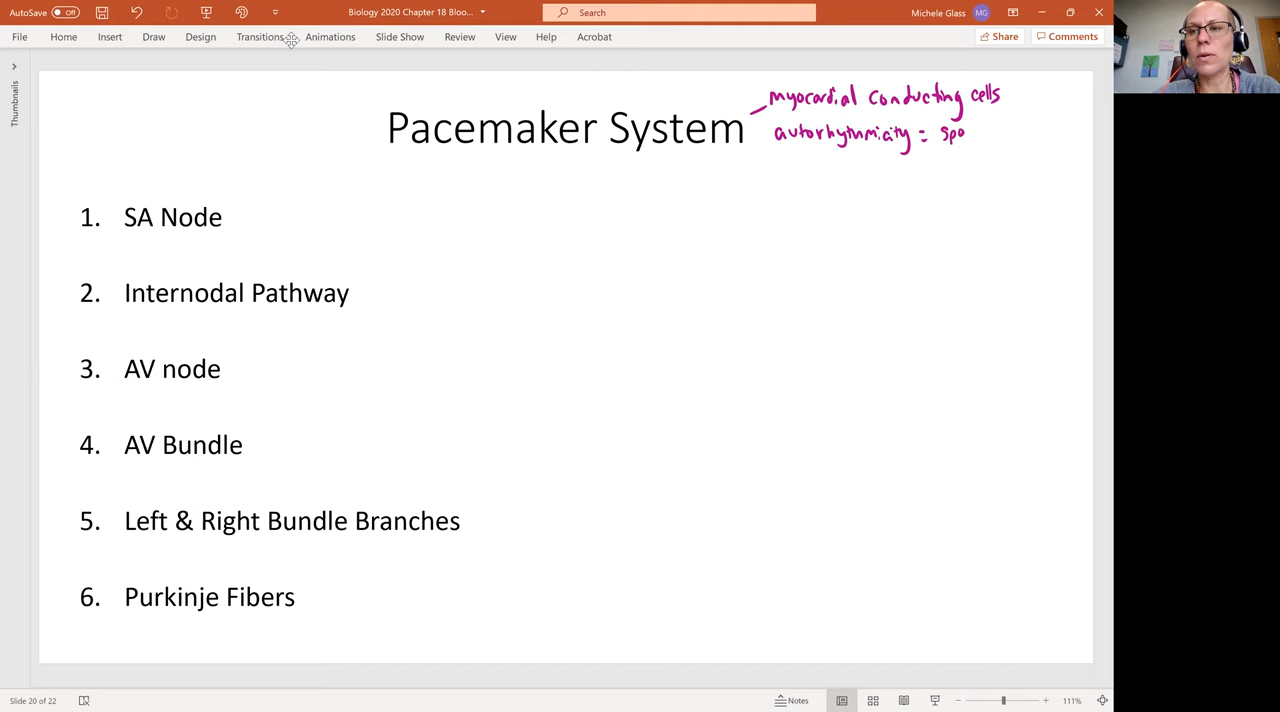 AutoSave Off
Biology 2020 Chapter 18 Bloo...
Search
Michele Glass MG
File Home Insert Draw Design Transitions Animations Slide Show Review View Help Acrobat Share Comments
Thumbnails
Pacemaker System
myocardial conducting cells
autorhythmicity = spo
1. SA Node
2. Internodal Pathway
3. AV node
4. AV Bundle
5. Left & Right Bundle Branches
6. Purkinje Fibers
Slide 20 of 22 Notes 111%